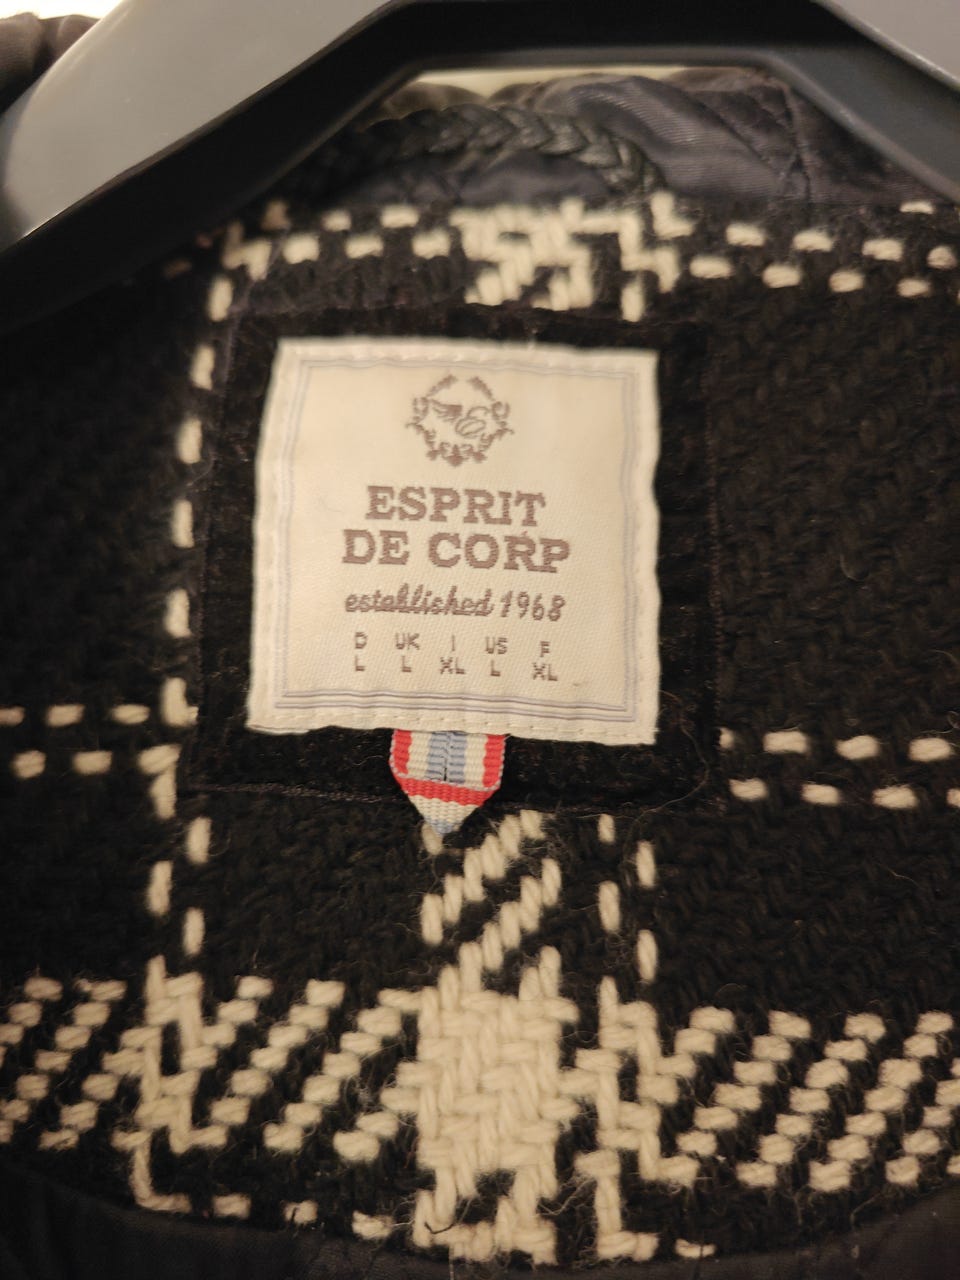 ESPRIT
DE CORP
established 1968
D UK I US F
L L XL L XL